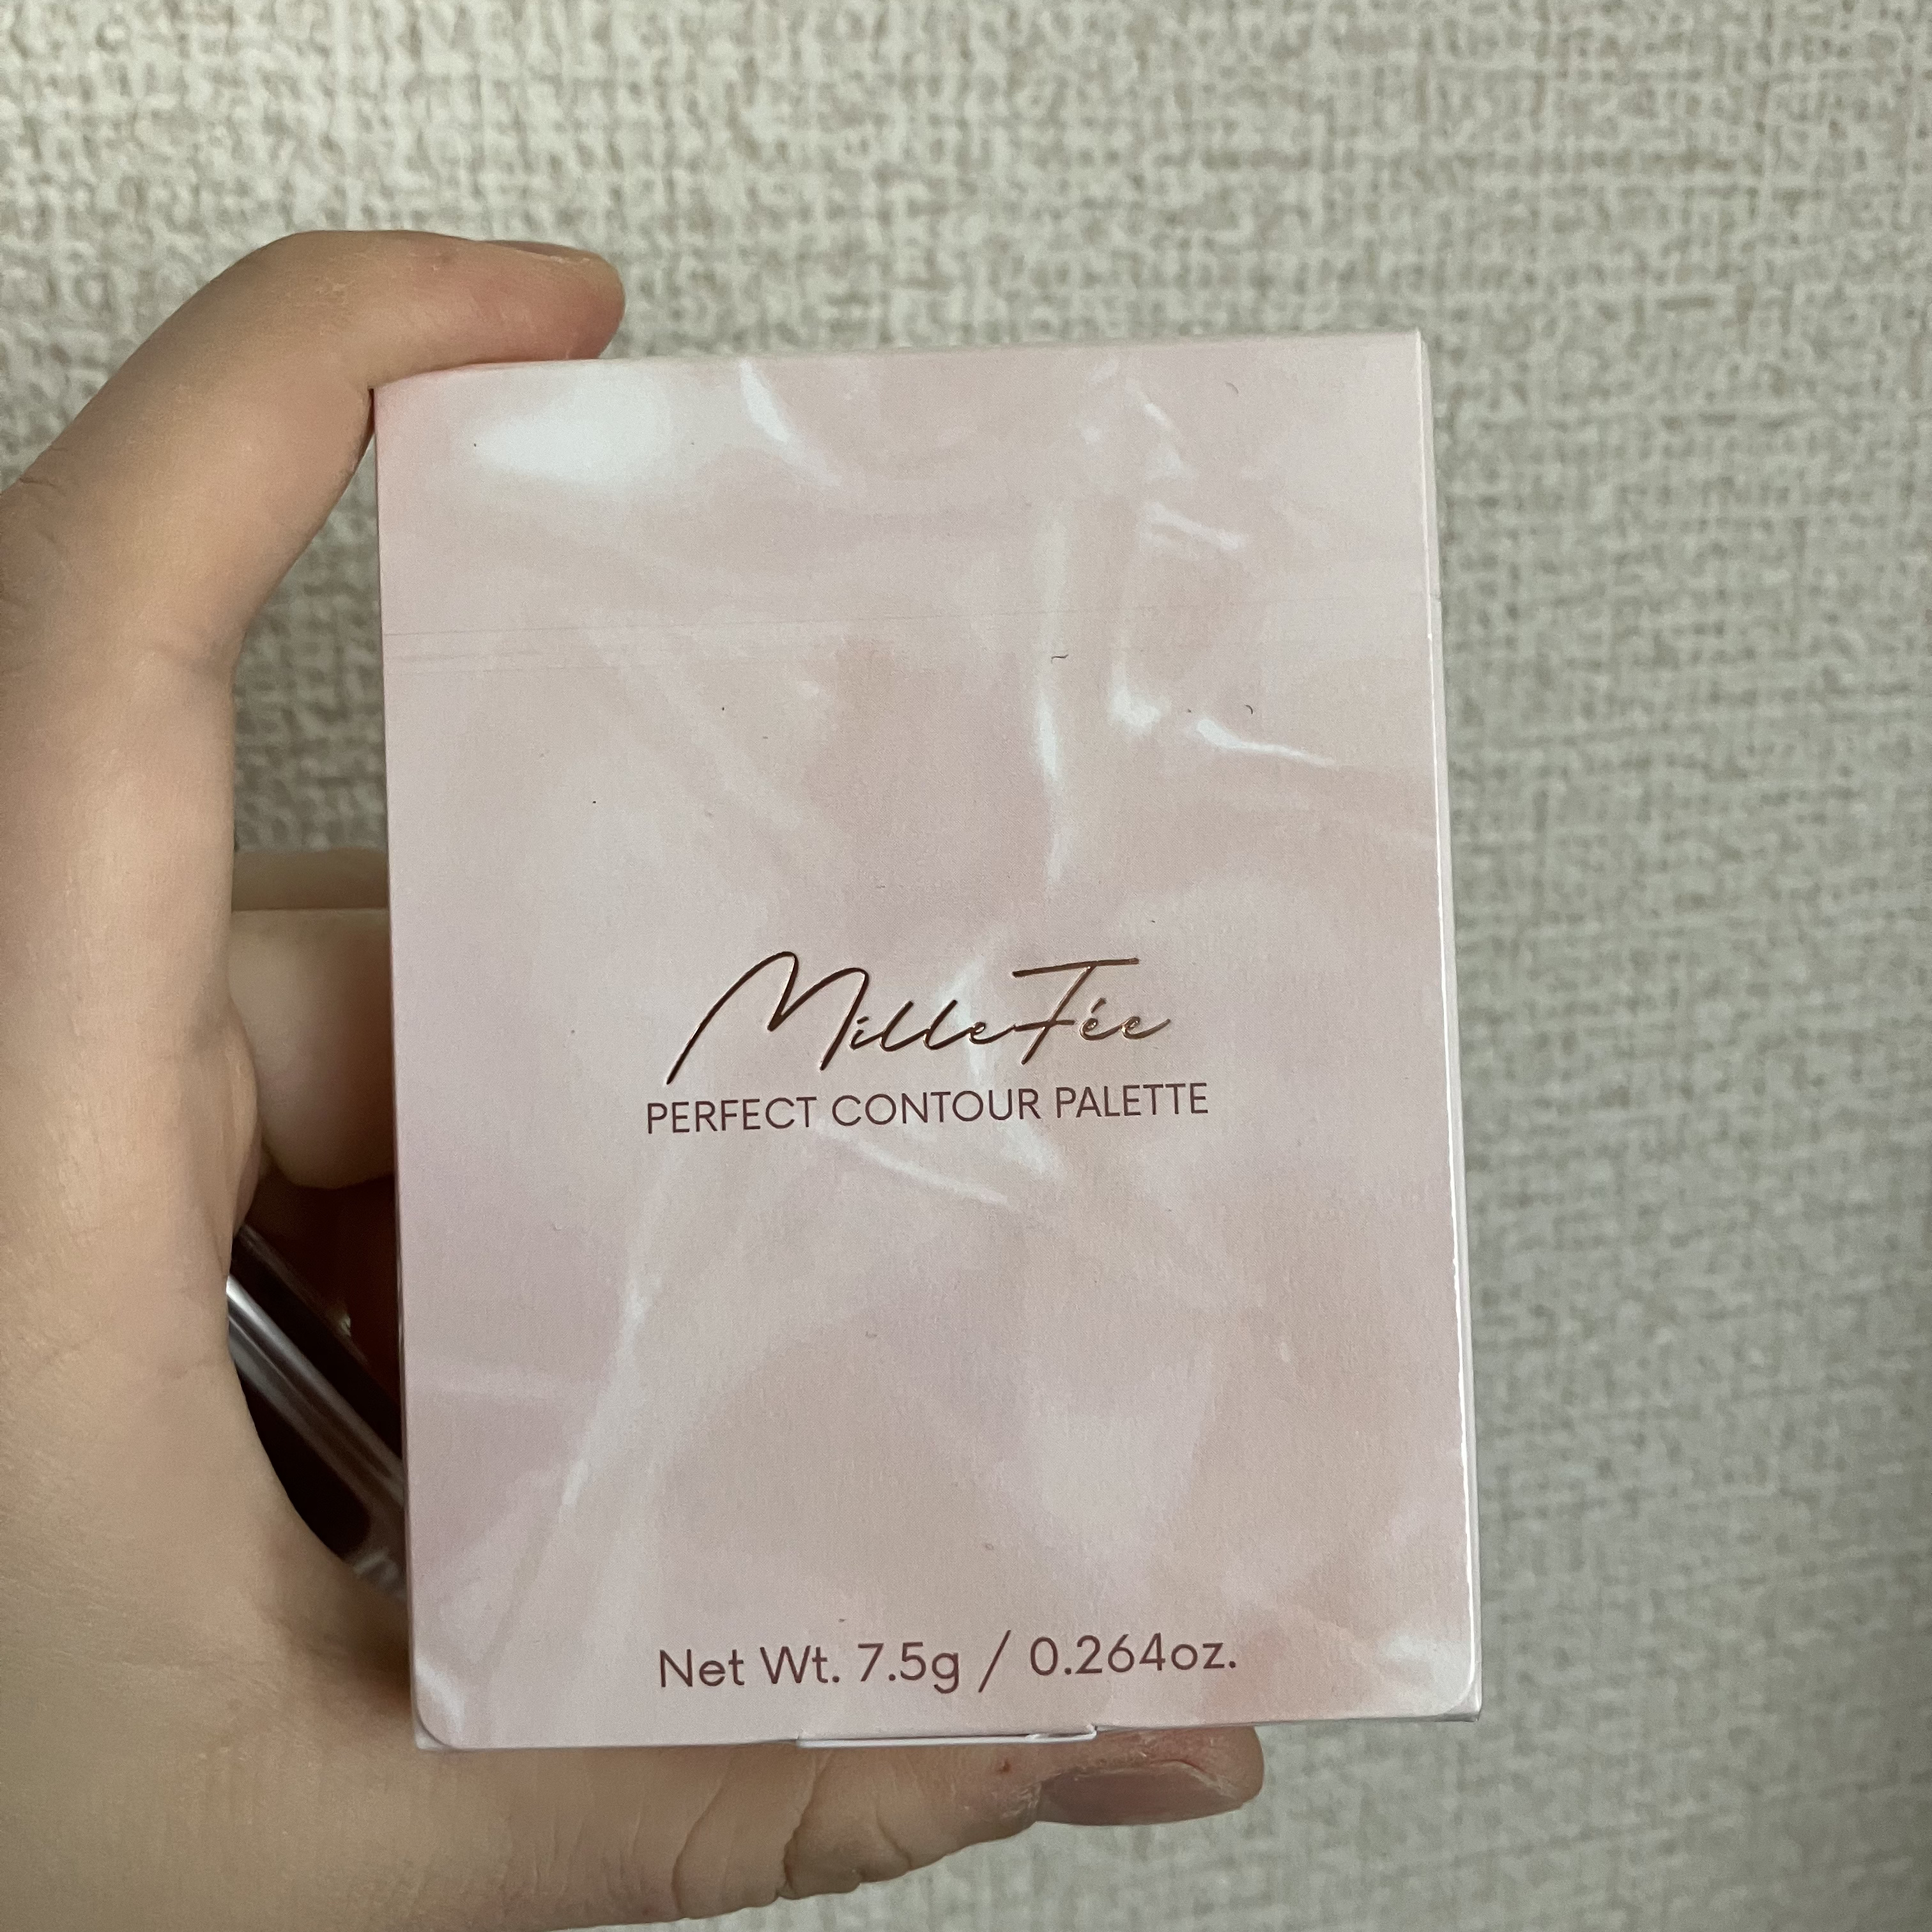 MilleFée
PERFECT CONTOUR PALETTE
Net Wt. 7.5g / 0.264oz.